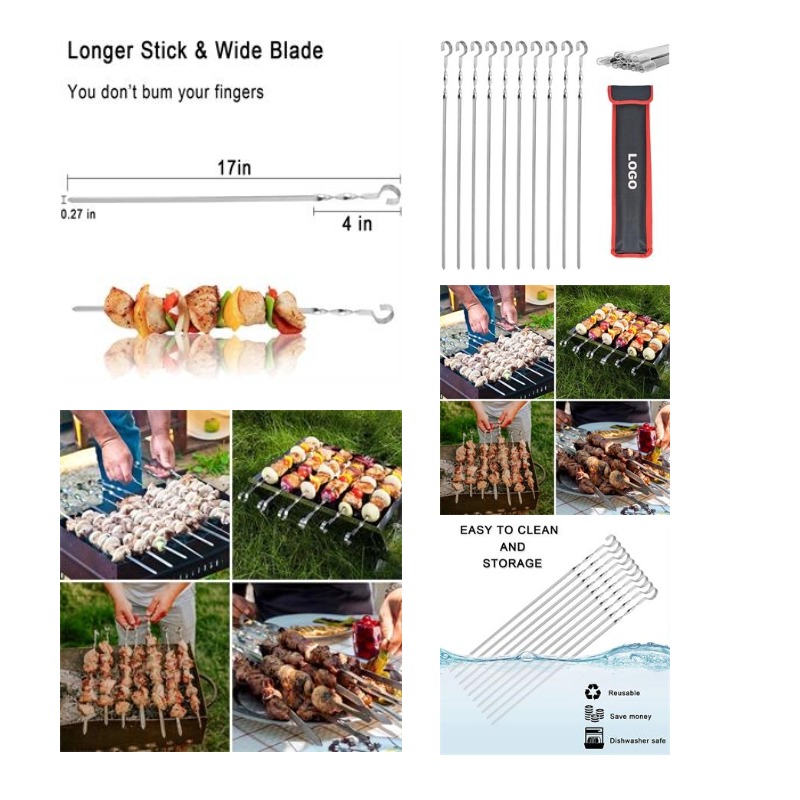 Longer Stick & Wide Blade
You don't bum your fingers
17in
0.27 in
4 in
LOGO
EASY TO CLEAN
AND
STORAGE
Reusable
Save money
Dishwasher safe